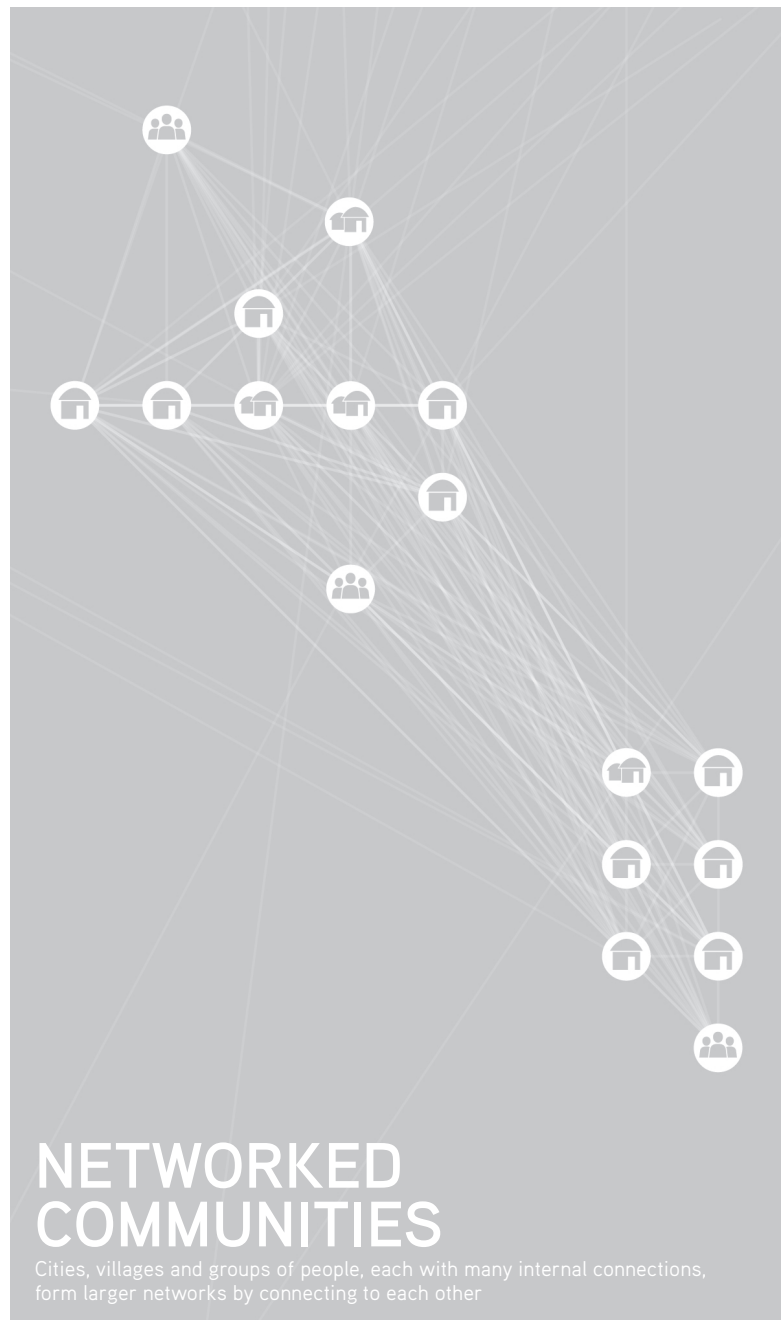 NETWORKED
COMMUNITIES
Cities, villages and groups of people, each with many internal connections,
form larger networks by connecting to each other